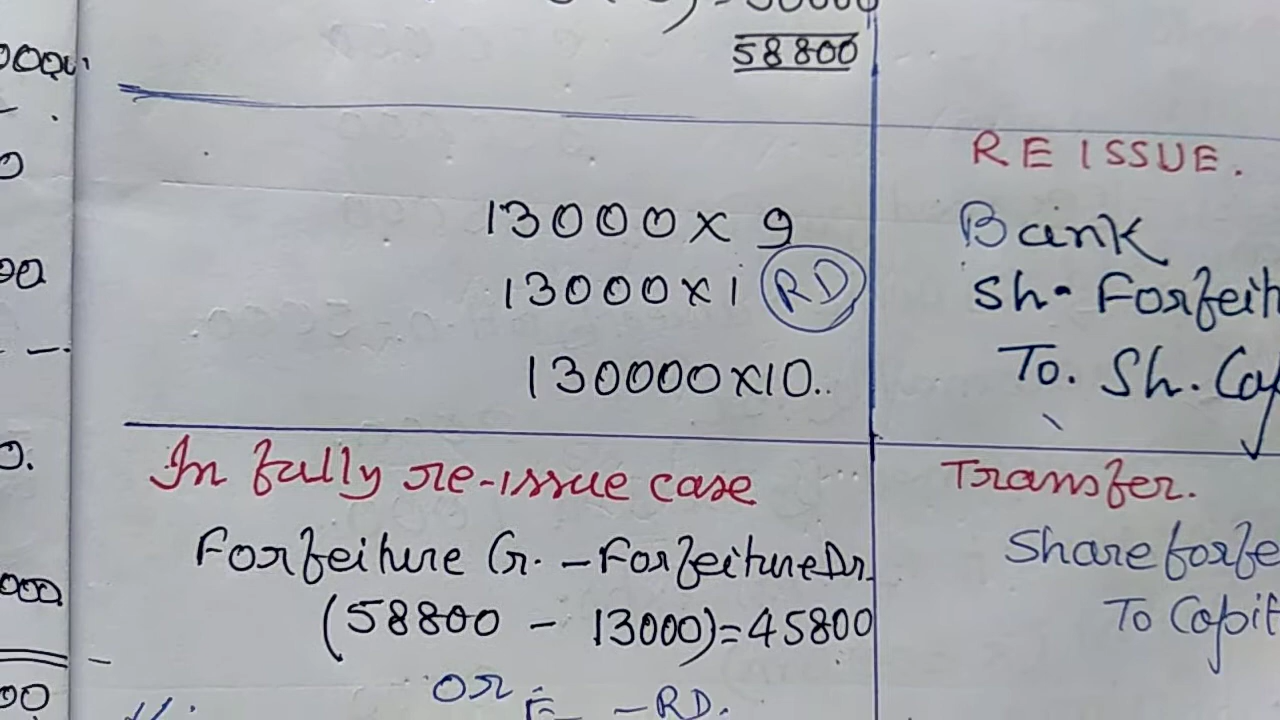 58800
RE ISSUE.
13000 x 9
Bank
13000 x 1 RD
Sh. Forfeit
130000 x 10..
To. Sh. Cap
In fully re-issue case
Transfer.
Forfeiture Cr. - Forfeiture Dr.
Share forfe
(58800 - 13000) = 45800
To Capit
or
- RD.